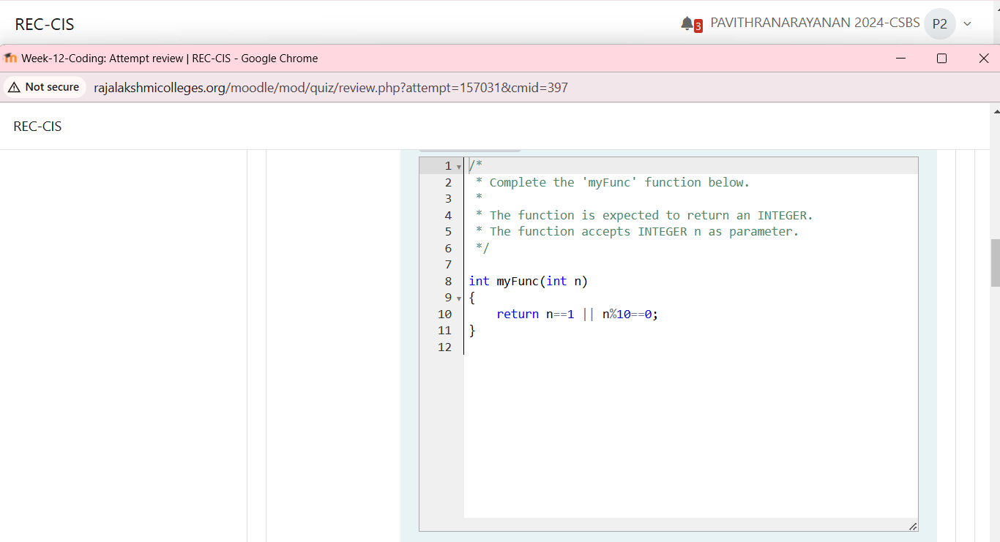 REC-CIS
3 PAVITHRANARAYANAN 2024-CSBS P2
Week-12-Coding: Attempt review | REC-CIS - Google Chrome
Not secure rajalakshmicolleges.org/moodle/mod/quiz/review.php?attempt=157031&cmid=397
REC-CIS
1 /*
2 * Complete the 'myFunc' function below.
3 *
4 * The function is expected to return an INTEGER.
5 * The function accepts INTEGER n as parameter.
6 */
7
8 int myFunc(int n)
9 {
10 return n==1 || n%10==0;
11 }
12